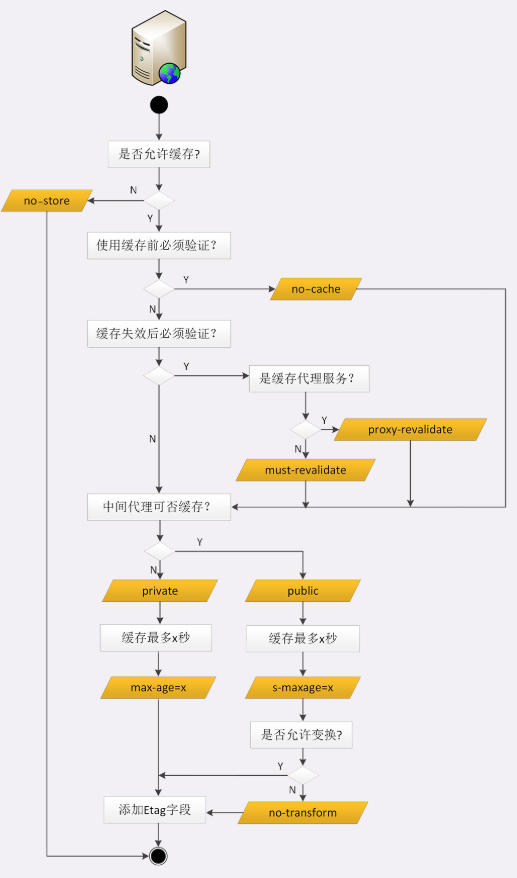 是否允许缓存?
N
no-store
Y
使用缓存前必须验证?
Y
no-cache
N
缓存失效后必须验证?
Y
是缓存代理服务?
Y
proxy-revalidate
N
N
must-revalidate
中间代理可否缓存?
Y
N
private
public
缓存最多x秒
缓存最多x秒
max-age=x
s-maxage=x
是否允许变换?
Y
N
添加Etag字段
no-transform